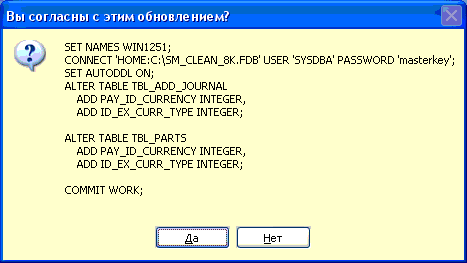 Вы согласны с этим обновлением?
SET NAMES WIN1251;
CONNECT 'HOME:C:\SM_CLEAN_8K.FDB' USER 'SYSDBA' PASSWORD 'masterkey';
SET AUTODDL ON;
ALTER TABLE TBL_ADD_JOURNAL
ADD PAY_ID_CURRENCY INTEGER,
ADD ID_EX_CURR_TYPE INTEGER;
ALTER TABLE TBL_PARTS
ADD PAY_ID_CURRENCY INTEGER,
ADD ID_EX_CURR_TYPE INTEGER;
COMMIT WORK;
Да Нет